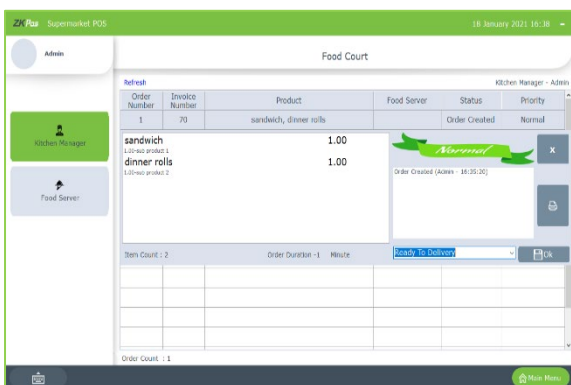 ZKPos Supermarket POS
18 January 2021 16:38
Admin
Food Court
Refresh
Kitchen Manager - Admin
Order Number
Invoice Number
Product
Food Server
Status
Priority
1
70
sandwich, dinner rolls
Order Created
Normal
Kitchen Manager
Food Server
sandwich 1.00
1.00-sub product 1
dinner rolls 1.00
1.00-sub product 2
Normal
X
Order Created (Admin - 16:35:20)
Item Count : 2
Order Duration -1 Minute
Ready To Delivery
Ok
Order Count : 1
Main Menu